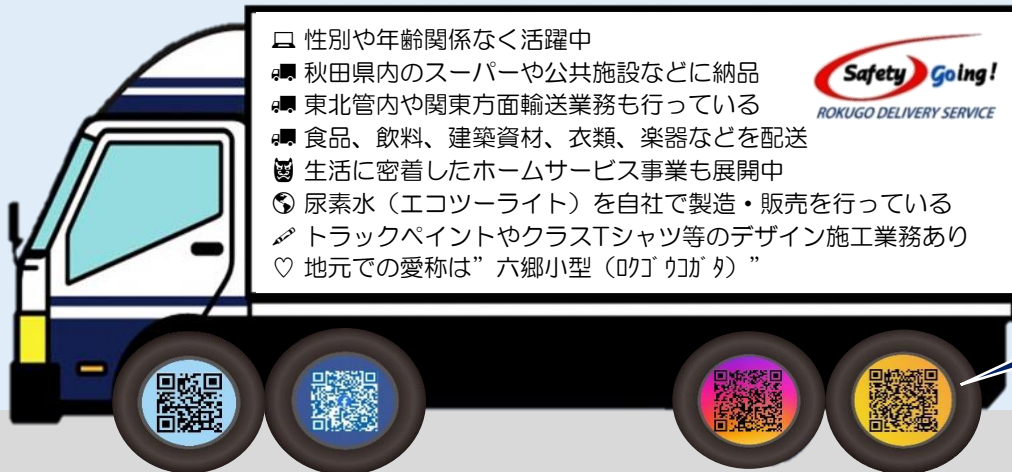 性別や年齢関係なく活躍中
秋田県内のスーパーや公共施設などに納品
東北管内や関東方面輸送業務も行っている
食品、飲料、建築資材、衣類、楽器などを配送
生活に密着したホームサービス事業も展開中
尿素水（エコツーライト）を自社で製造・販売を行っている
トラックペイントやクラスTシャツ等のデザイン施工業務あり
♡ 地元での愛称は”六郷小型（ﾛｸｺﾞｳｺｶﾞﾀ）”
Safety Going!
ROKUGO DELIVERY SERVICE